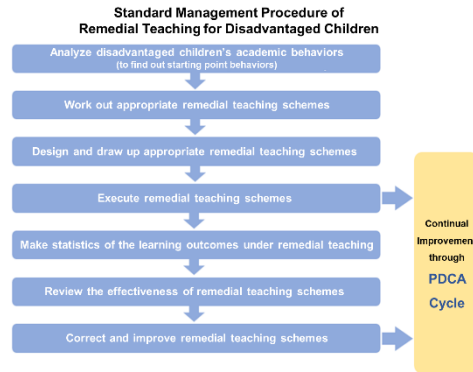 Standard Management Procedure of
Remedial Teaching for Disadvantaged Children
Analyze disadvantaged children's academic behaviors
(to find out starting point behaviors)
Work out appropriate remedial teaching schemes
Design and draw up appropriate remedial teaching schemes
Execute remedial teaching schemes
Make statistics of the learning outcomes under remedial teaching
Review the effectiveness of remedial teaching schemes
Correct and improve remedial teaching schemes
Continual
Improvemen
through
PDCA
Cycle